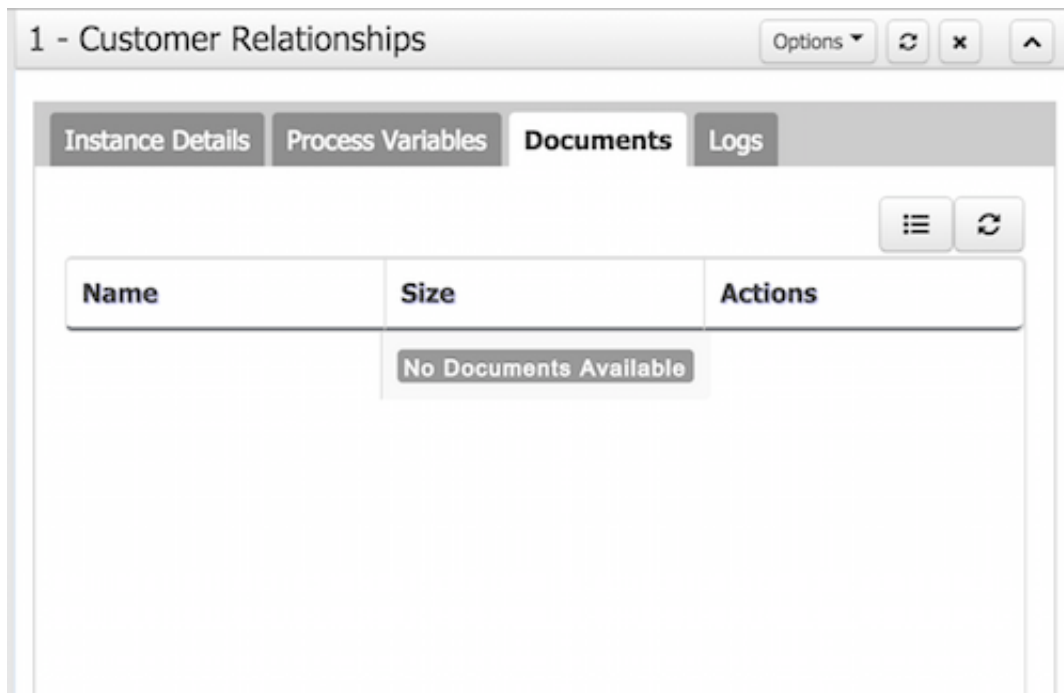 1 - Customer Relationships Options
Instance Details Process Variables Documents Logs
Name Size Actions
No Documents Available